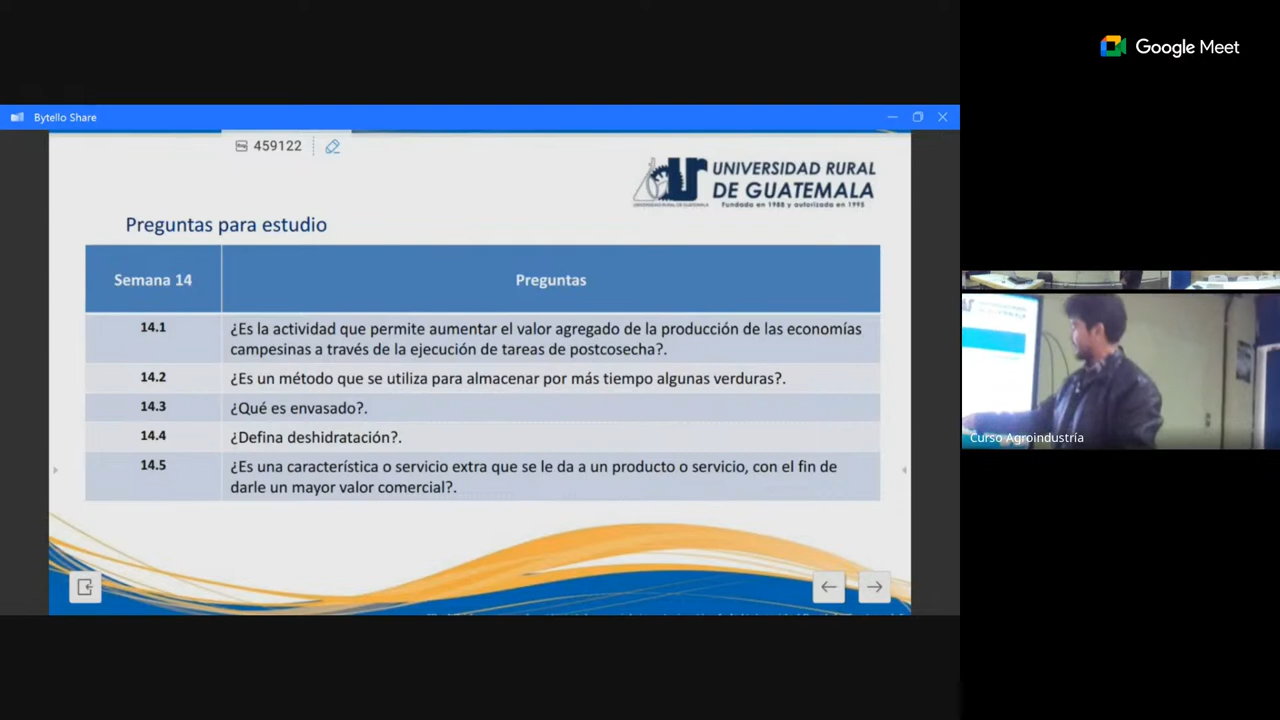 Google Meet
Bytello Share
459122
UNIVERSIDAD RURAL
DE GUATEMALA
Fundada en 1988 y autorizada en 1995
Preguntas para estudio
Semana 14
Preguntas
14.1
¿Es la actividad que permite aumentar el valor agregado de la producción de las economías
campesinas a través de la ejecución de tareas de postcosecha?.
14.2
¿Es un método que se utiliza para almacenar por más tiempo algunas verduras?.
14.3
¿Qué es envasado?.
14.4
¿Defina deshidratación?.
14.5
¿Es una característica o servicio extra que se le da a un producto o servicio, con el fin de
darle un mayor valor comercial?.
Curso Agroindustría